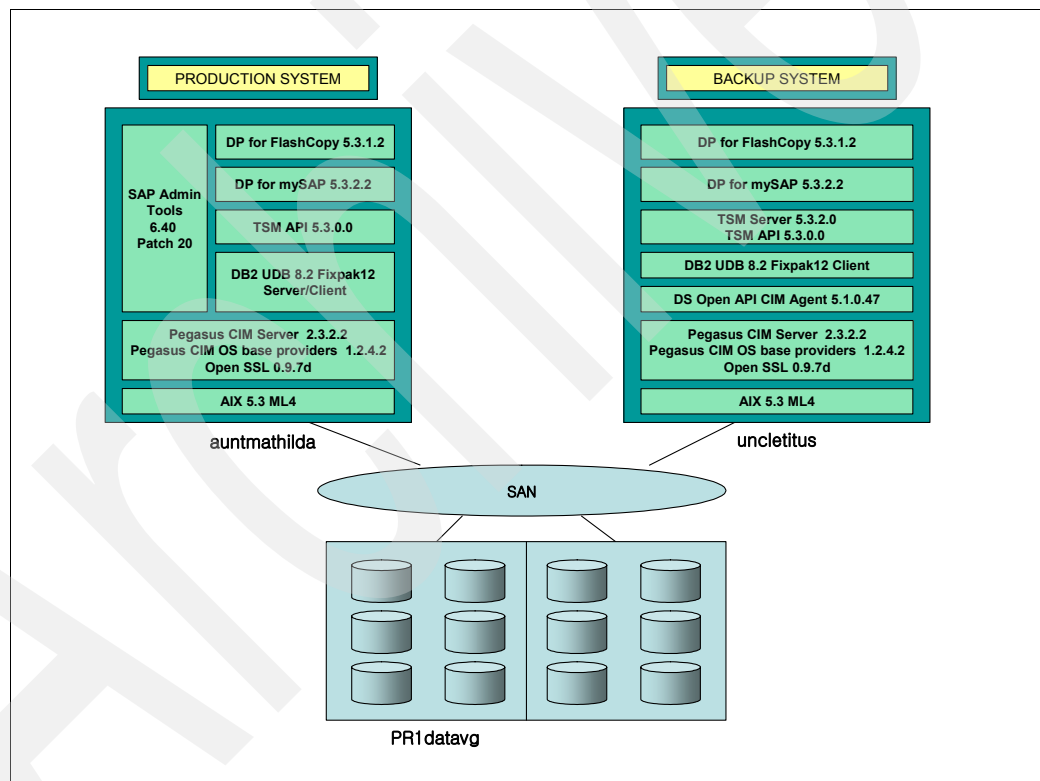 PRODUCTION SYSTEM
DP for FlashCopy 5.3.1.2
DP for mySAP 5.3.2.2
SAP Admin
Tools
6.40
Patch 20
TSM API 5.3.0.0
DB2 UDB 8.2 Fixpak12
Server/Client
Pegasus CIM Server 2.3.2.2
Pegasus CIM OS base providers 1.2.4.2
Open SSL 0.9.7d
AIX 5.3 ML4
auntmathilda
BACKUP SYSTEM
DP for FlashCopy 5.3.1.2
DP for mySAP 5.3.2.2
TSM Server 5.3.2.0
TSM API 5.3.0.0
DB2 UDB 8.2 Fixpak12 Client
DS Open API CIM Agent 5.1.0.47
Pegasus CIM Server 2.3.2.2
Pegasus CIM OS base providers 1.2.4.2
Open SSL 0.9.7d
AIX 5.3 ML4
uncletitus
SAN
PR1datavg